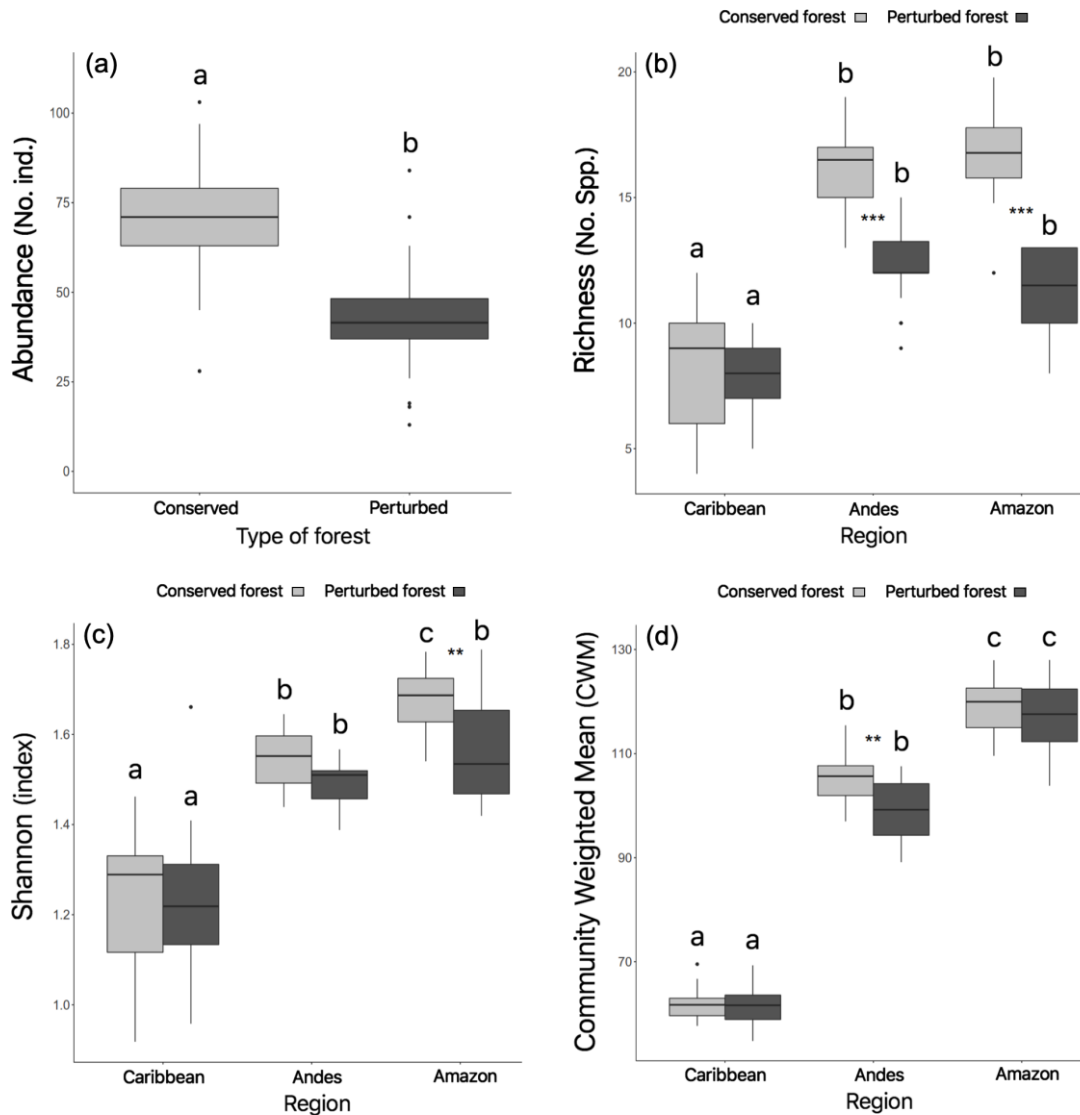 (a)
a
b
Abundance (No. ind.)
100
75
50
25
0
Conserved Perturbed
Type of forest
Conserved forest Perturbed forest
(b)
b b
b
*** ***
b
a
a
Richness (No. Spp.)
20
15
10
5
Caribbean Andes Amazon
Region
Conserved forest Perturbed forest
(c)
c b
**
b
b
a
a
Shannon (index)
1.8
1.6
1.4
1.2
1.0
Caribbean Andes Amazon
Region
Conserved forest Perturbed forest
(d)
c c
b
**
b
a a
Community Weighted Mean (CWM)
130
110
90
70
Caribbean Andes Amazon
Region